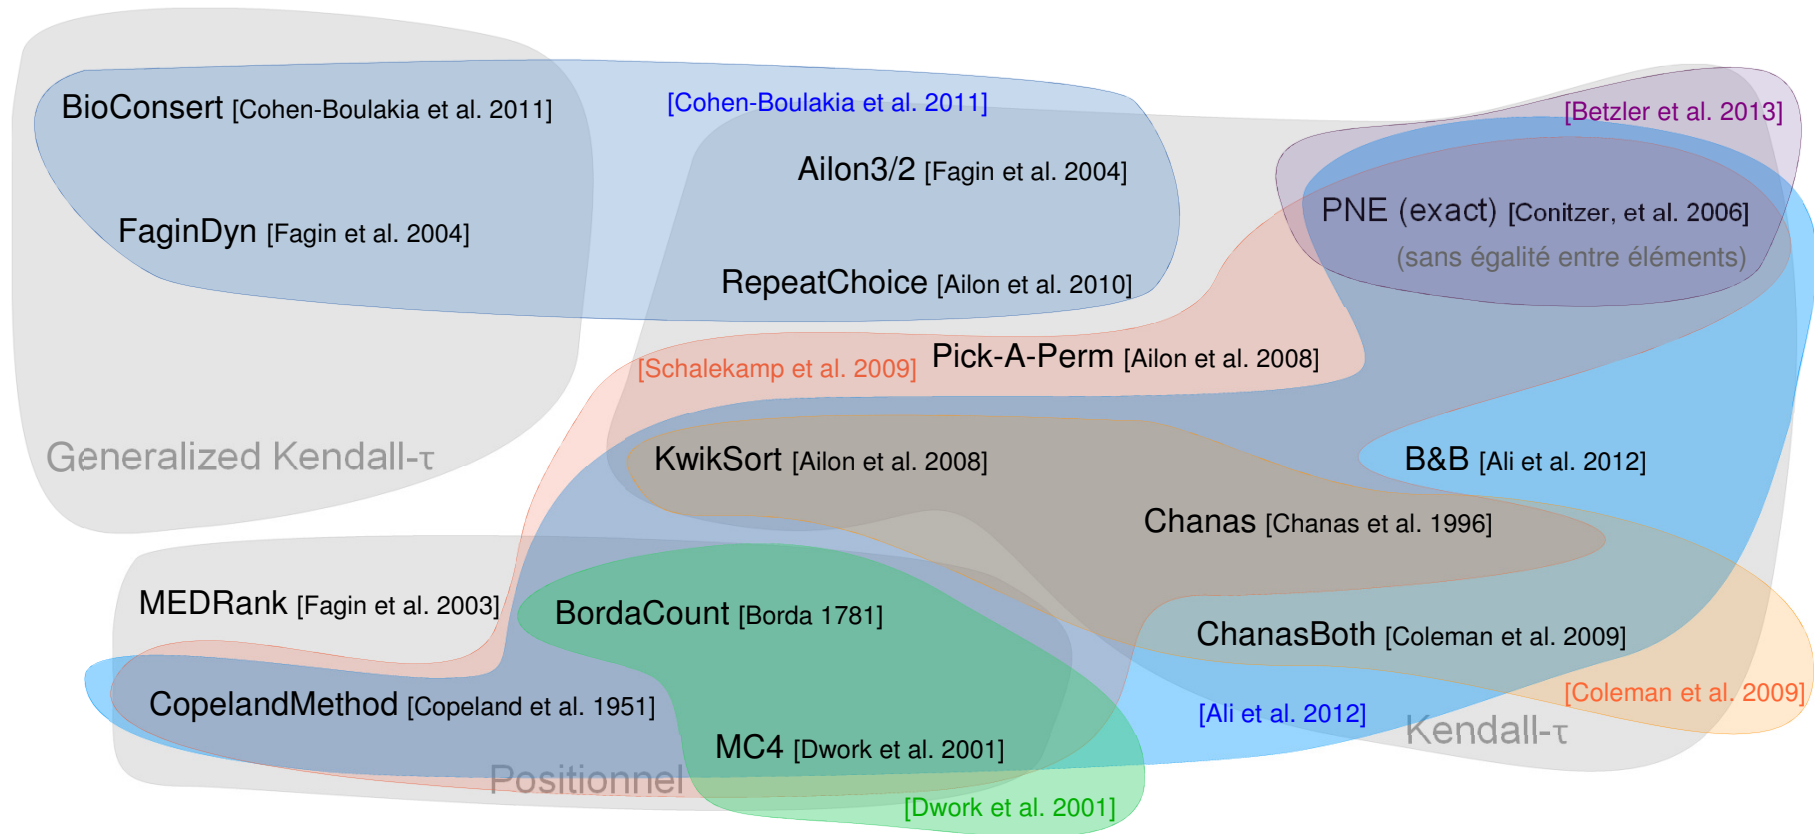 BioConsert [Cohen-Boulakia et al. 2011]
[Cohen-Boulakia et al. 2011]
[Betzler et al. 2013]
Ailon3/2 [Fagin et al. 2004]
PNE (exact) [Conitzer, et al. 2006]
(sans égalité entre éléments)
FaginDyn [Fagin et al. 2004]
RepeatChoice [Ailon et al. 2010]
[Schalekamp et al. 2009]
Pick-A-Perm [Ailon et al. 2008]
Generalized Kendall-τ
KwikSort [Ailon et al. 2008]
B&B [Ali et al. 2012]
Chanas [Chanas et al. 1996]
MEDRank [Fagin et al. 2003]
BordaCount [Borda 1781]
ChanasBoth [Coleman et al. 2009]
CopelandMethod [Copeland et al. 1951]
[Ali et al. 2012]
[Coleman et al. 2009]
Kendall-τ
MC4 [Dwork et al. 2001]
Positionnel
[Dwork et al. 2001]